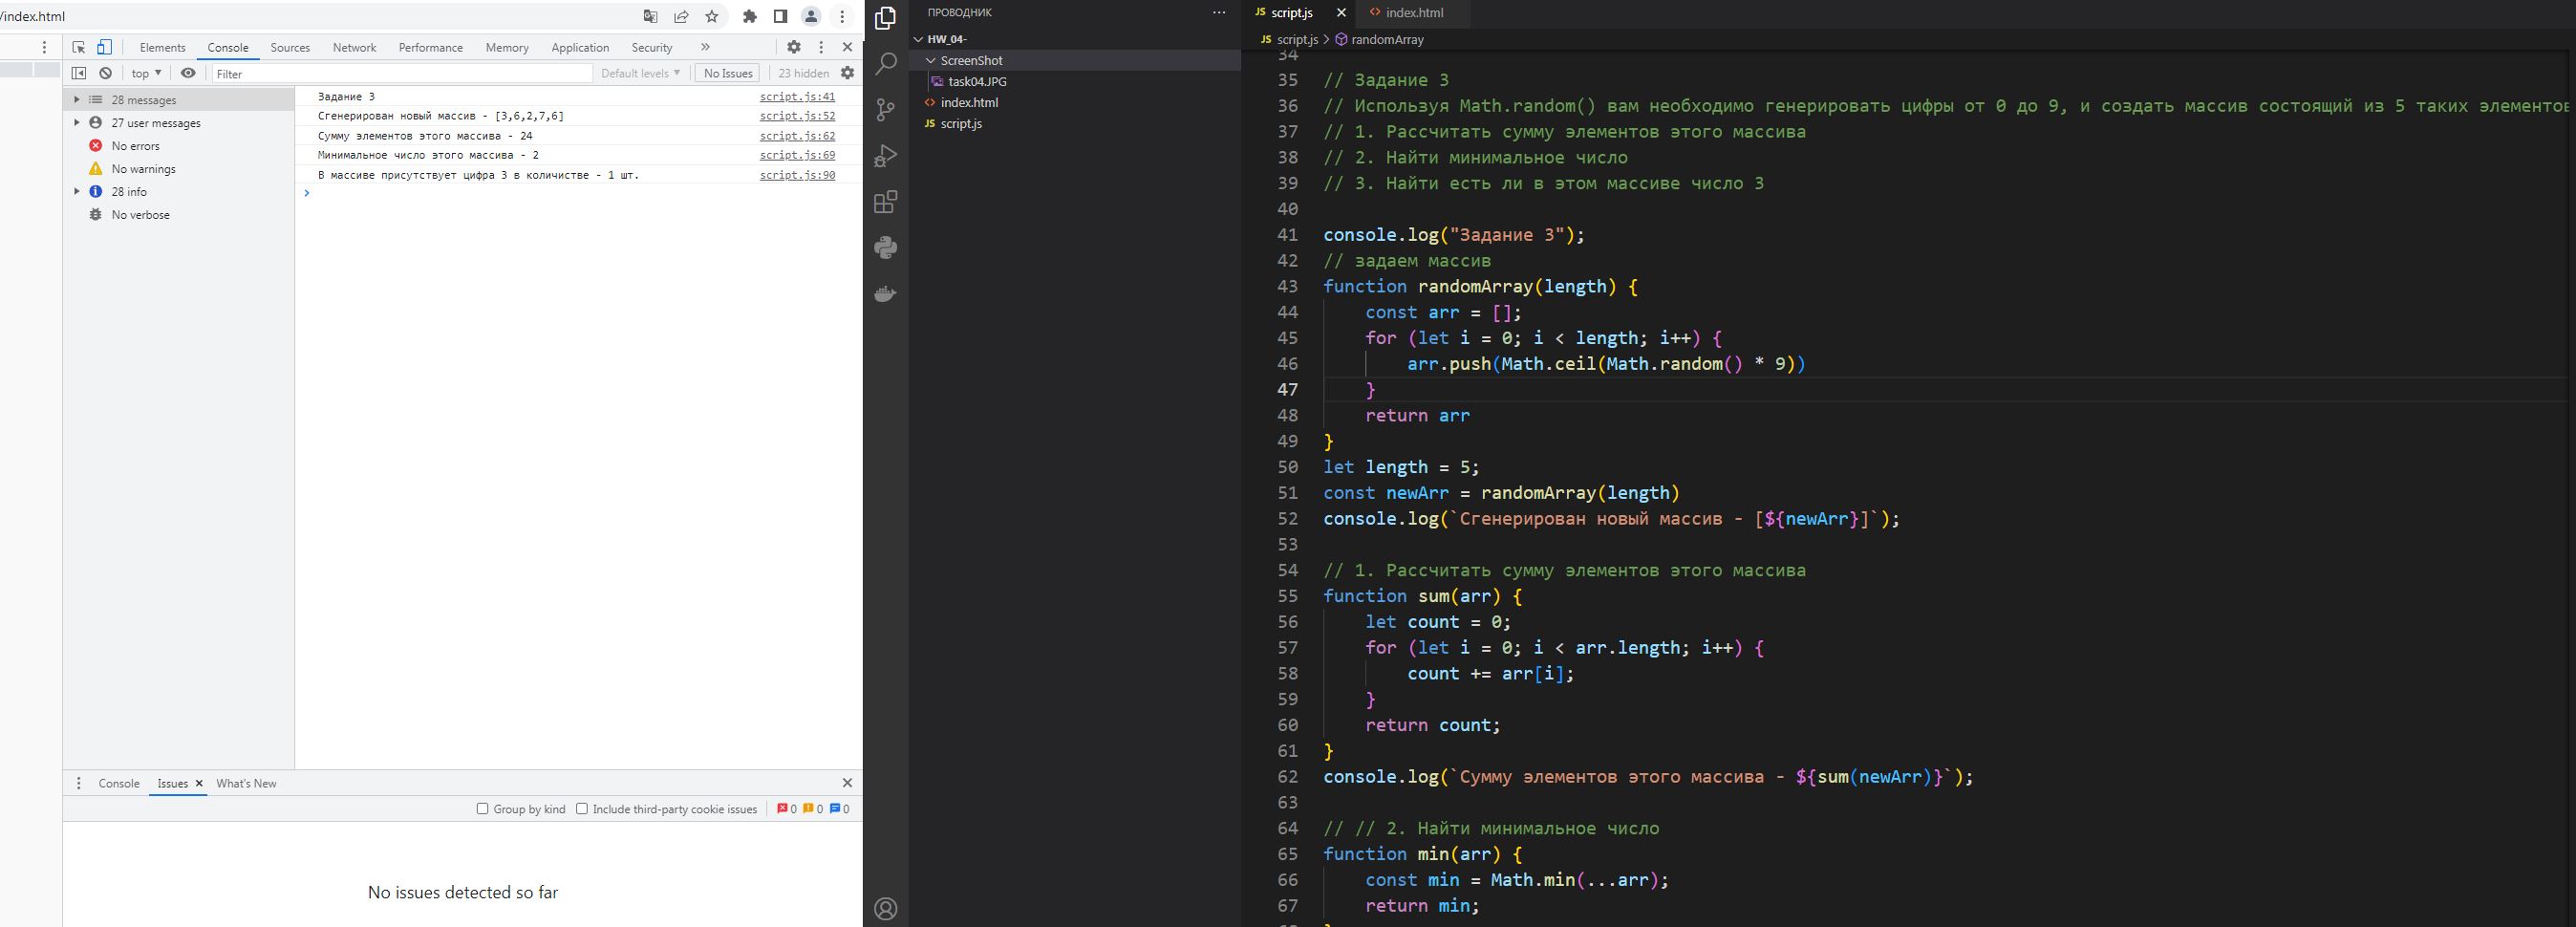 /index.html
Elements Console Sources Network Performance Memory Application Security »
top Filter Default levels No Issues 23 hidden
28 messages
27 user messages
No errors
No warnings
28 info
No verbose
Задание 3 script.js:41
Сгенерирован новый массив - [3,6,2,7,6] script.js:52
Сумму элементов этого массива - 24 script.js:62
Минимальное число этого массива - 2 script.js:69
В массиве присутствует цифра 3 в количистве - 1 шт. script.js:90
Console Issues What's New
Group by kind Include third-party cookie issues 0 0 0
No issues detected so far
ПРОВОДНИК
HW_04-
ScreenShot
task04.JPG
index.html
JS script.js
JS script.js index.html
JS script.js > randomArray
34
35 // Задание 3
36 // Используя Math.random() вам необходимо генерировать цифры от 0 до 9, и создать массив состоящий из 5 таких элементов
37 // 1. Рассчитать сумму элементов этого массива
38 // 2. Найти минимальное число
39 // 3. Найти есть ли в этом массиве число 3
40
41 console.log("Задание 3");
42 // задаем массив
43 function randomArray(length) {
44 const arr = [];
45 for (let i = 0; i < length; i++) {
46 arr.push(Math.ceil(Math.random() * 9))
47 }
48 return arr
49 }
50 let length = 5;
51 const newArr = randomArray(length)
52 console.log(`Сгенерирован новый массив - [${newArr}]`);
53
54 // 1. Рассчитать сумму элементов этого массива
55 function sum(arr) {
56 let count = 0;
57 for (let i = 0; i < arr.length; i++) {
58 count += arr[i];
59 }
60 return count;
61 }
62 console.log(`Сумму элементов этого массива - ${sum(newArr)}`);
63
64 // // 2. Найти минимальное число
65 function min(arr) {
66 const min = Math.min(...arr);
67 return min;